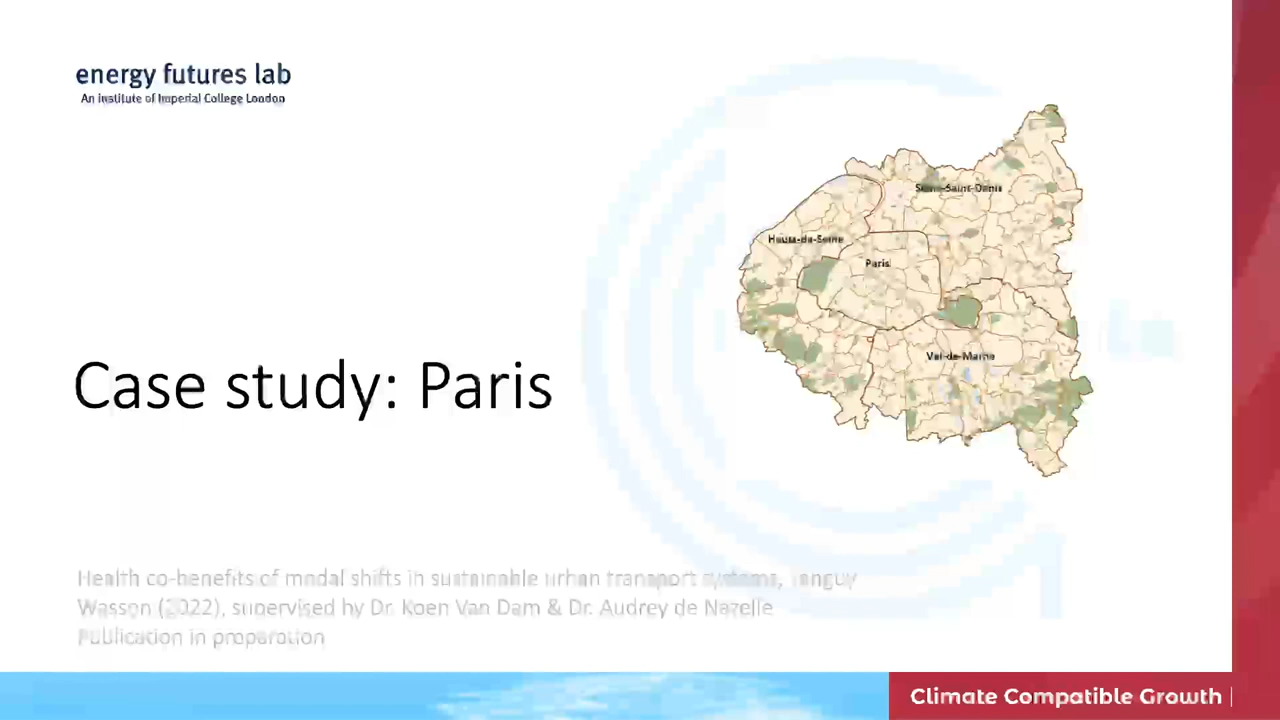 energy futures lab
An institute of Imperial College London
Seine-Saint-Denis
Hauts-de-Seine
Paris
Val-de-Marne
Case study: Paris
Health co-benefits of modal shifts in sustainable urban transport systems, Tanguy
Wasson (2022), supervised by Dr. Koen Van Dam & Dr. Audrey de Nazelle
Publication in preparation
Climate Compatible Growth |